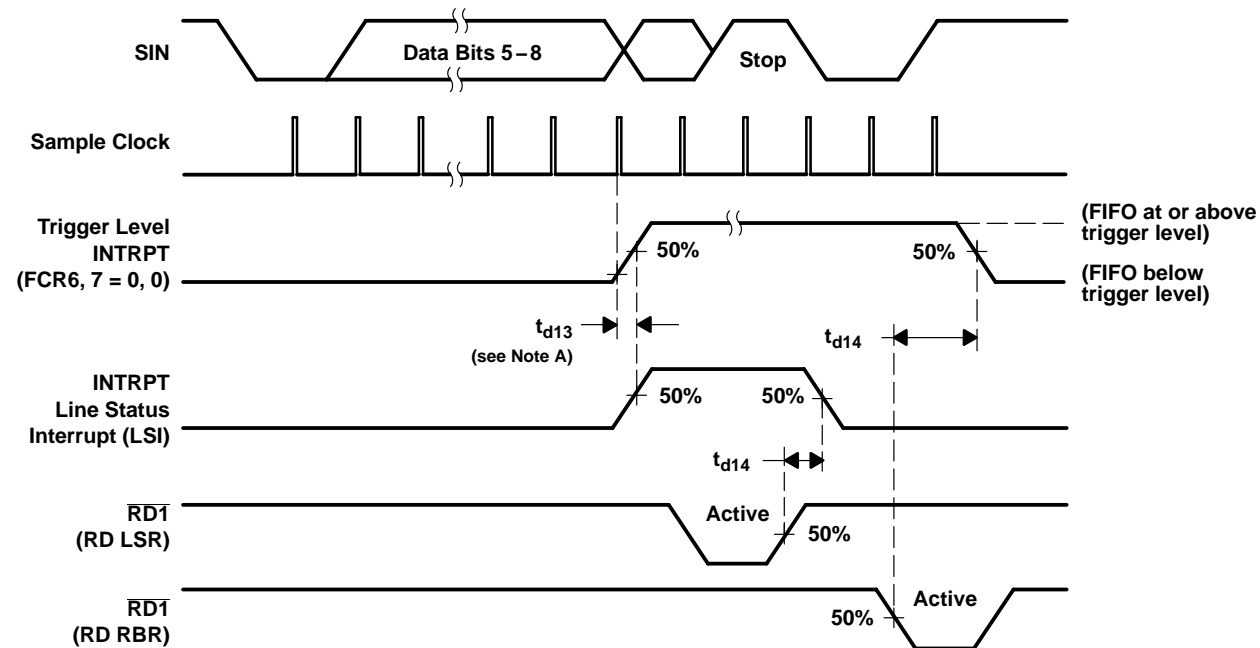 SIN
Data Bits 5–8
Stop
Sample Clock
Trigger Level
INTRPT
(FCR6, 7 = 0, 0)
50%
50%
(FIFO at or above
trigger level)
(FIFO below
trigger level)
td13
(see Note A)
td14
INTRPT
Line Status
Interrupt (LSI)
50%
50%
td14
RD1
(RD LSR)
Active
50%
RD1
(RD RBR)
50%
Active